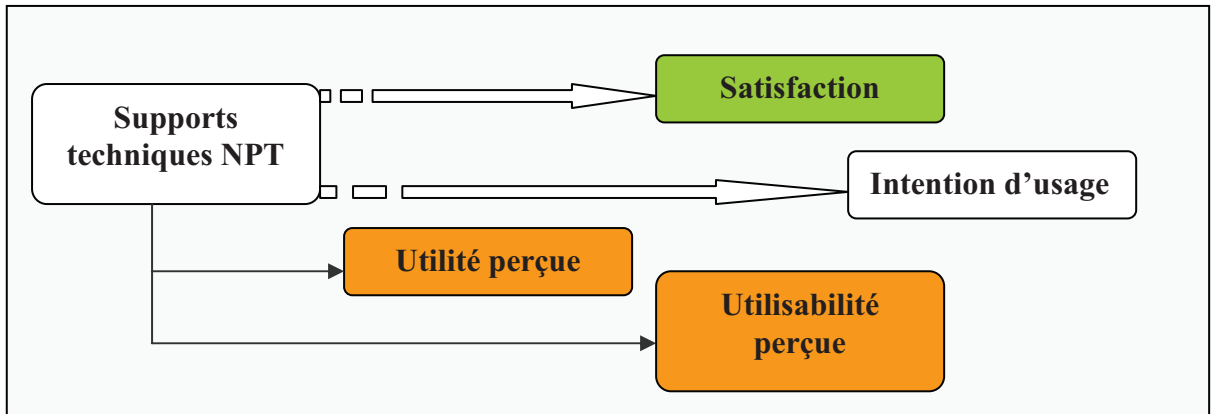 Satisfaction
Supports
techniques NPT
Intention d’usage
Utilité perçue
Utilisabilité
perçue